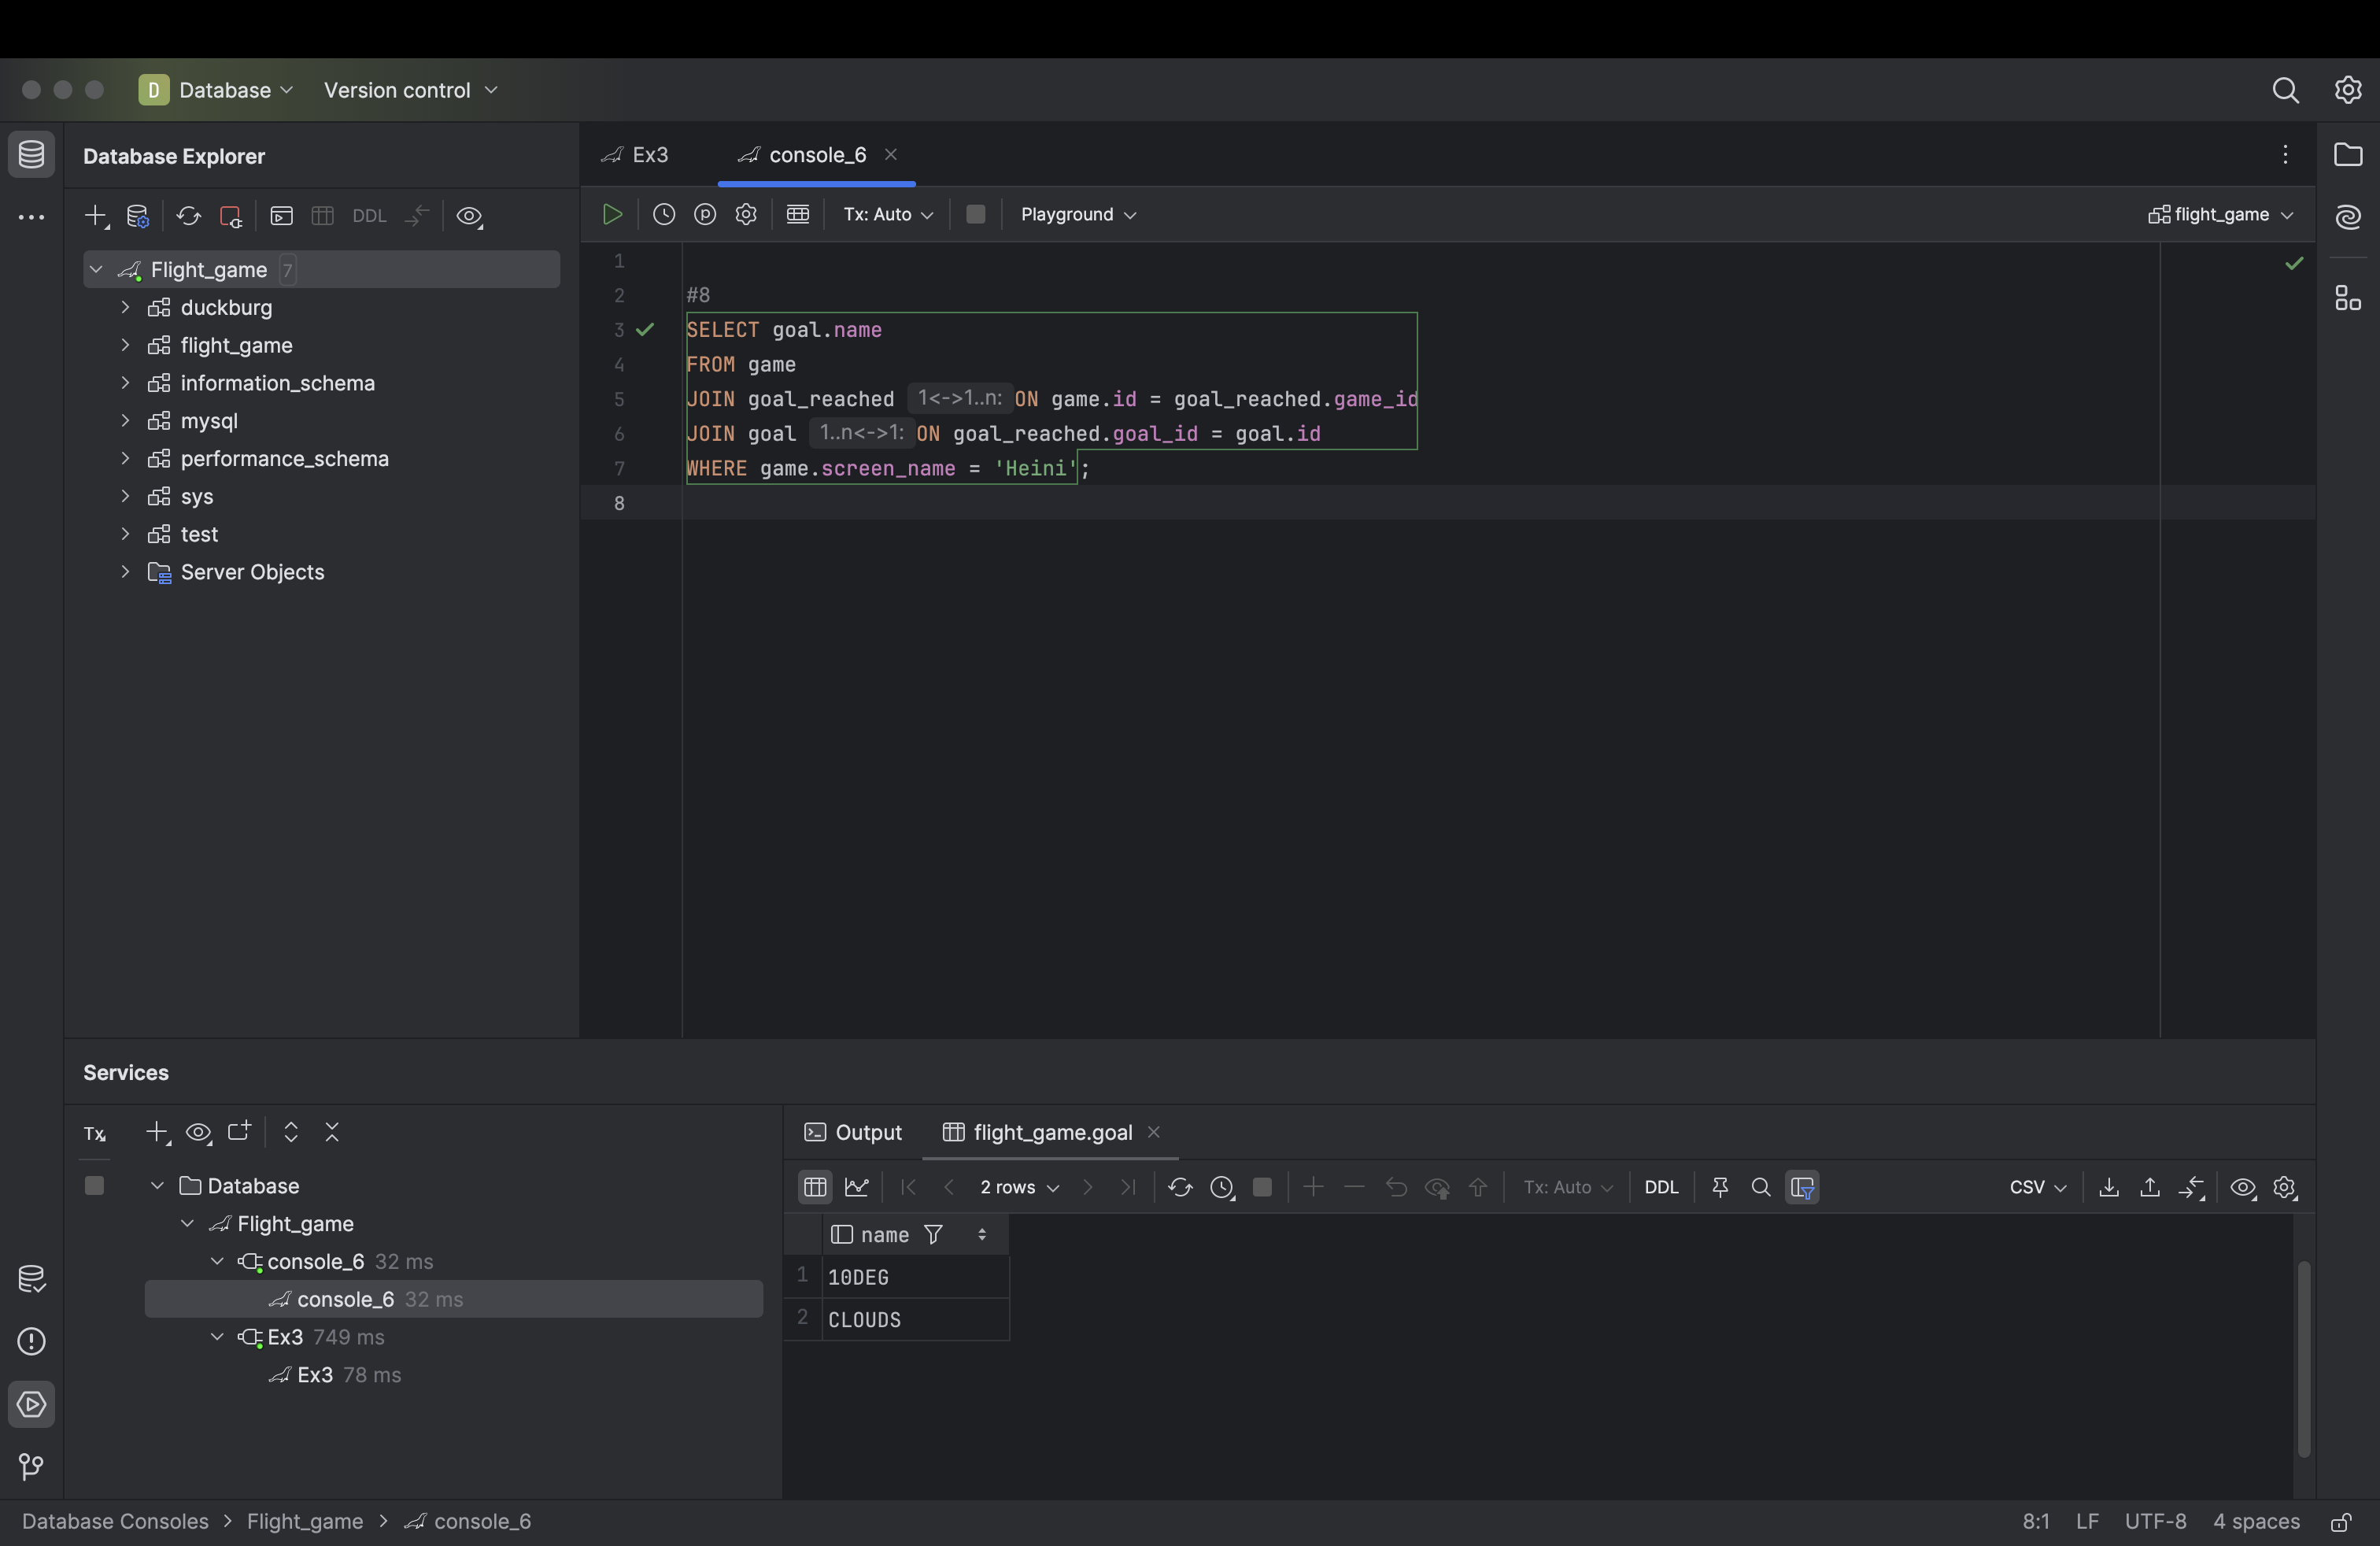 D Database Version control
Database Explorer
DDL
Flight_game 7
duckburg
flight_game
information_schema
mysql
performance_schema
sys
test
Server Objects
Ex3 console_6
Tx: Auto Playground flight_game
1
2 #8
3 SELECT goal.name
4 FROM game
5 JOIN goal_reached 1<->1..n: ON game.id = goal_reached.game_id
6 JOIN goal 1..n<->1: ON goal_reached.goal_id = goal.id
7 WHERE game.screen_name = 'Heini';
8
Services
Tx
Database
Flight_game
console_6 32 ms
console_6 32 ms
Ex3 749 ms
Ex3 78 ms
Output flight_game.goal
2 rows Tx: Auto DDL CSV
name
1 10DEG
2 CLOUDS
Database Consoles > Flight_game > console_6 8:1 LF UTF-8 4 spaces